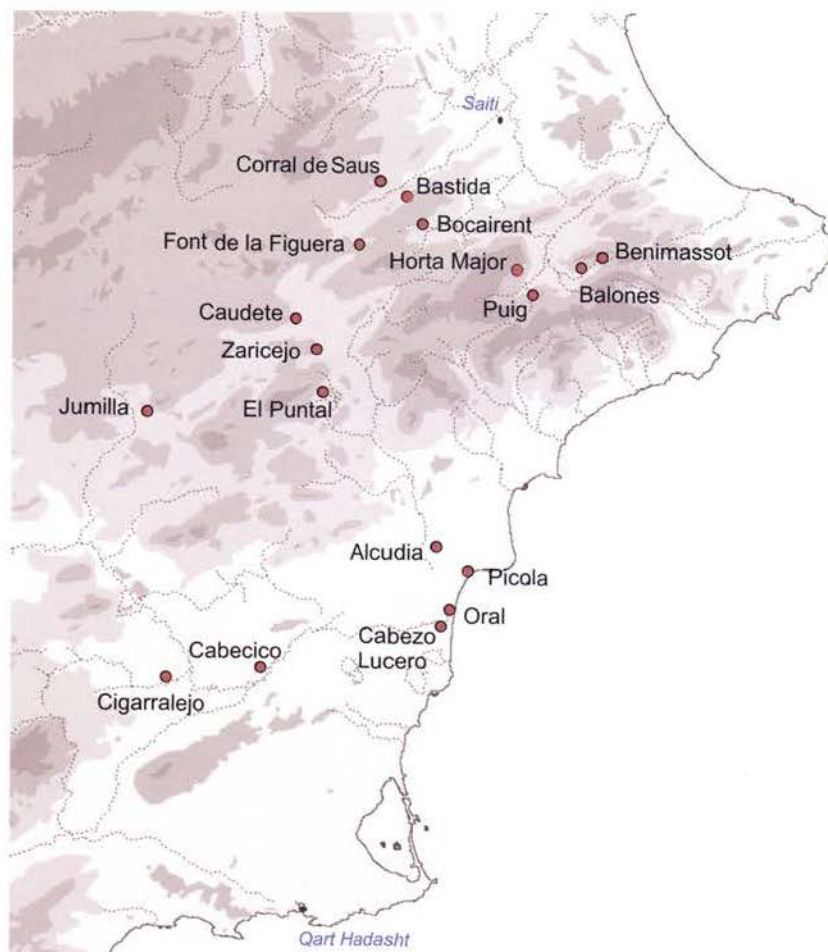 Saiti
Corral de Saus
Bastida
Bocairent
Font de la Figuera
Horta Major
Benimassot
Balones
Puig
Caudete
Zaricejo
El Puntal
Jumilla
Alcudia
Picola
Oral
Cabezo
Lucero
Cabecico
Cigarralejo
Qart Hadasht